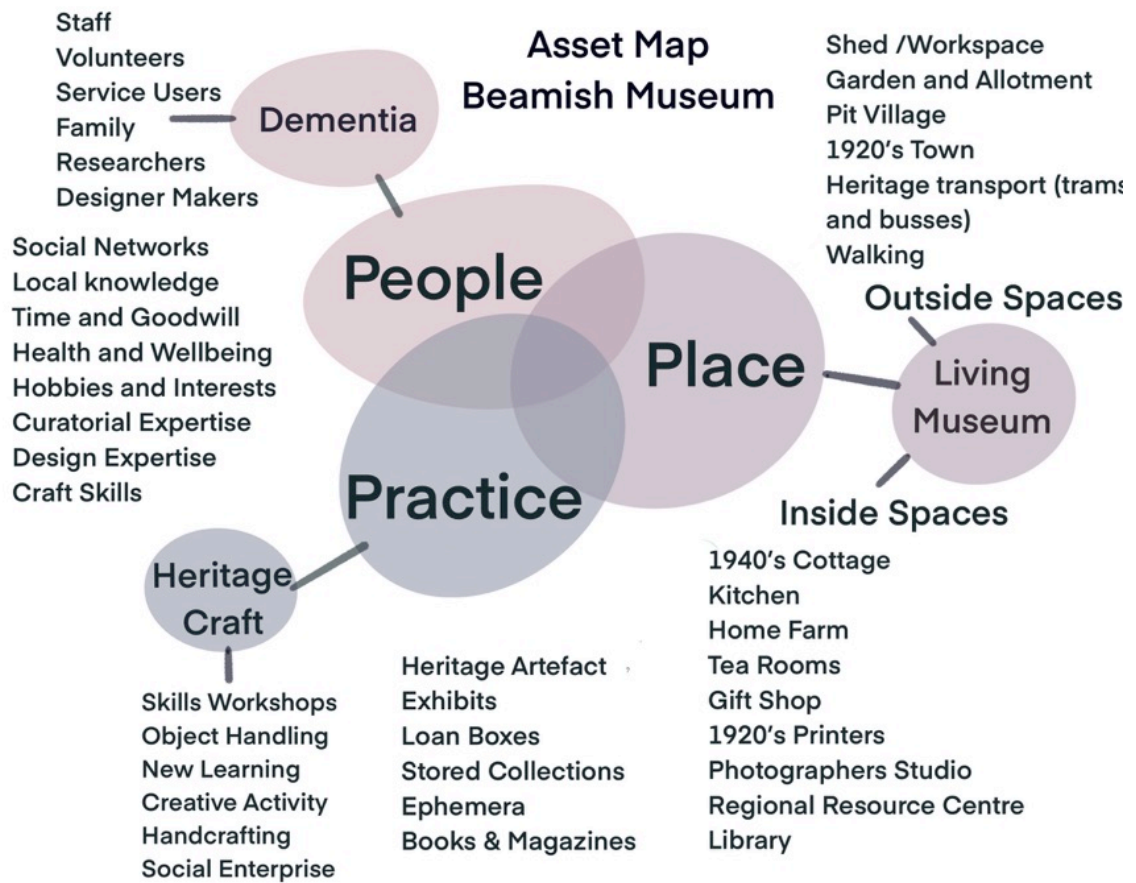 Asset Map
Beamish Museum
Staff
Volunteers
Service Users
Family
Researchers
Designer Makers
Dementia
Social Networks
Local knowledge
Time and Goodwill
Health and Wellbeing
Hobbies and Interests
Curatorial Expertise
Design Expertise
Craft Skills
People
Place
Practice
Shed /Workspace
Garden and Allotment
Pit Village
1920's Town
Heritage transport (trams
and busses)
Walking
Outside Spaces
Living
Museum
Inside Spaces
1940's Cottage
Kitchen
Home Farm
Tea Rooms
Gift Shop
1920's Printers
Photographers Studio
Regional Resource Centre
Library
Heritage
Craft
Skills Workshops
Object Handling
New Learning
Creative Activity
Handcrafting
Social Enterprise
Heritage Artefact
Exhibits
Loan Boxes
Stored Collections
Ephemera
Books & Magazines